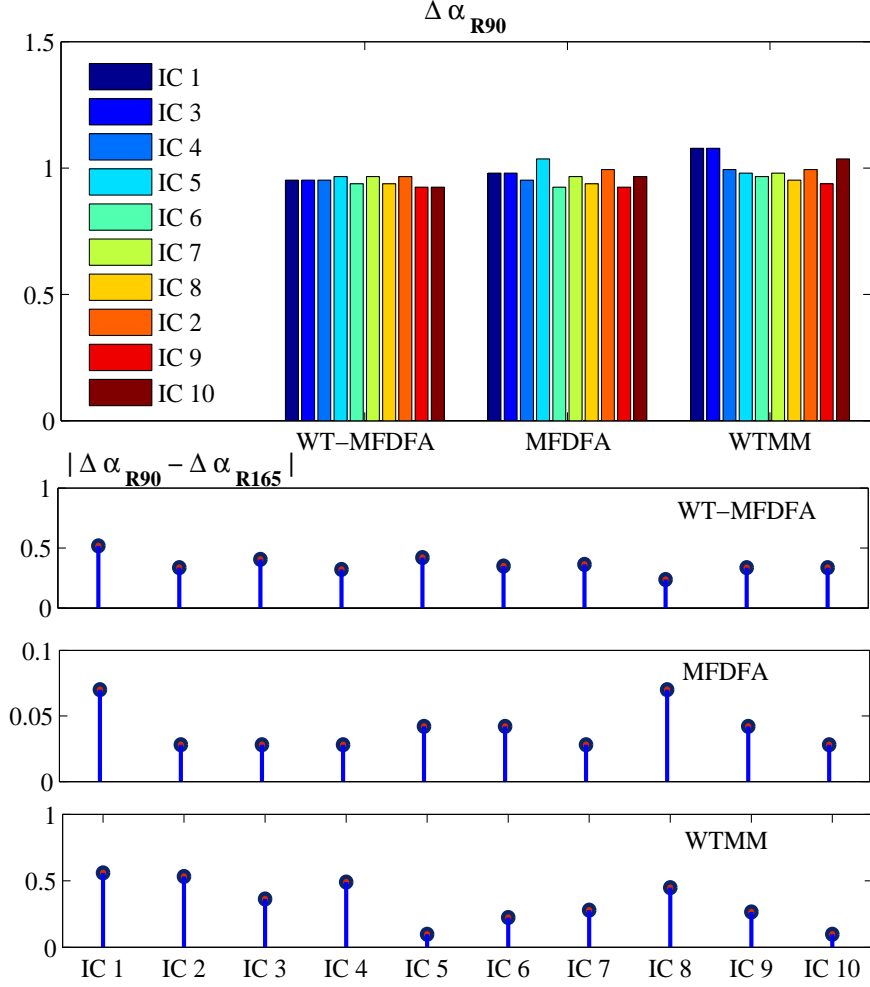 Δ α R90
1.5
1
0.5
0
IC 1
IC 3
IC 4
IC 5
IC 6
IC 7
IC 8
IC 2
IC 9
IC 10
WT−MFDFA MFDFA WTMM
| Δ α R90 − Δ α R165 |
1
0.5
0
WT−MFDFA
0.1
0.05
0
MFDFA
1
0.5
0
WTMM
IC 1 IC 2 IC 3 IC 4 IC 5 IC 6 IC 7 IC 8 IC 9 IC 10